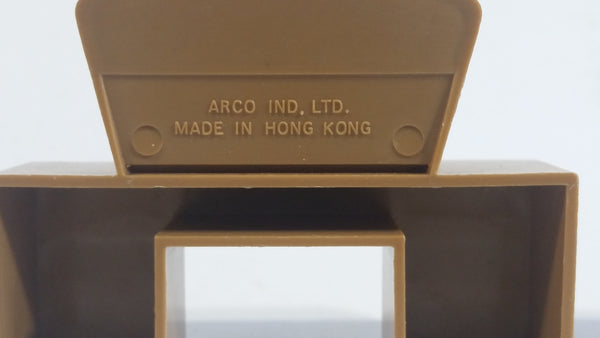 ARCO IND. LTD.
MADE IN HONG KONG